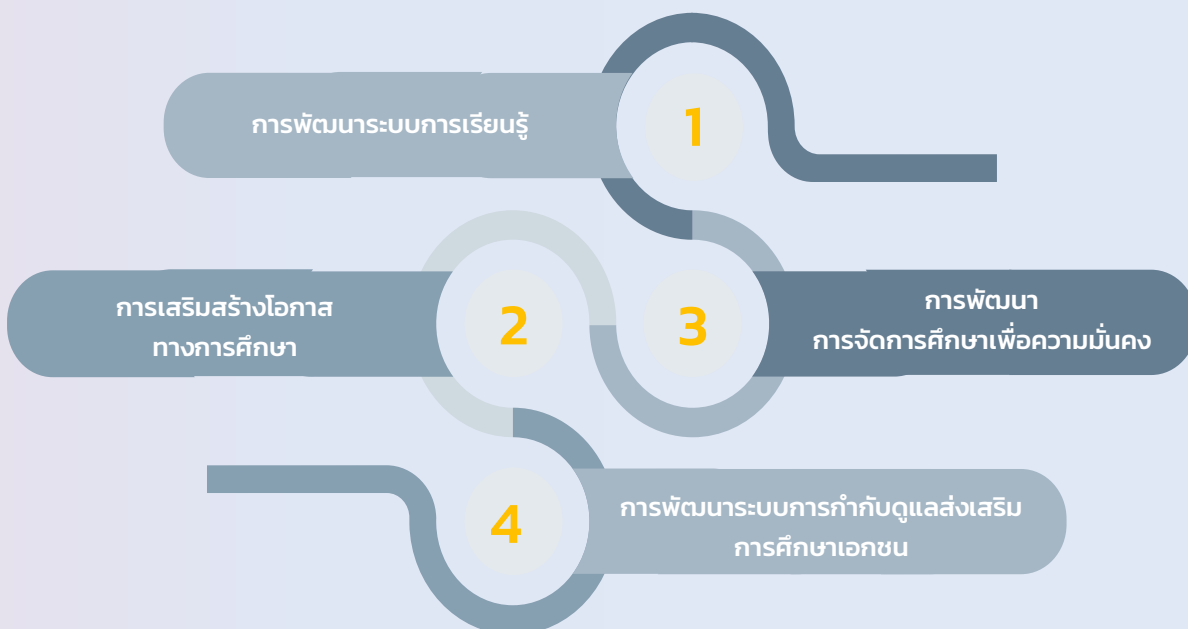 การพัฒนาระบบการเรียนรู้
1
การเสริมสร้างโอกาส
ทางการศึกษา
2
3
การพัฒนา
การจัดการศึกษาเพื่อความมั่นคง
4
การพัฒนาระบบการกำกับดูแลส่งเสริม
การศึกษาเอกชน